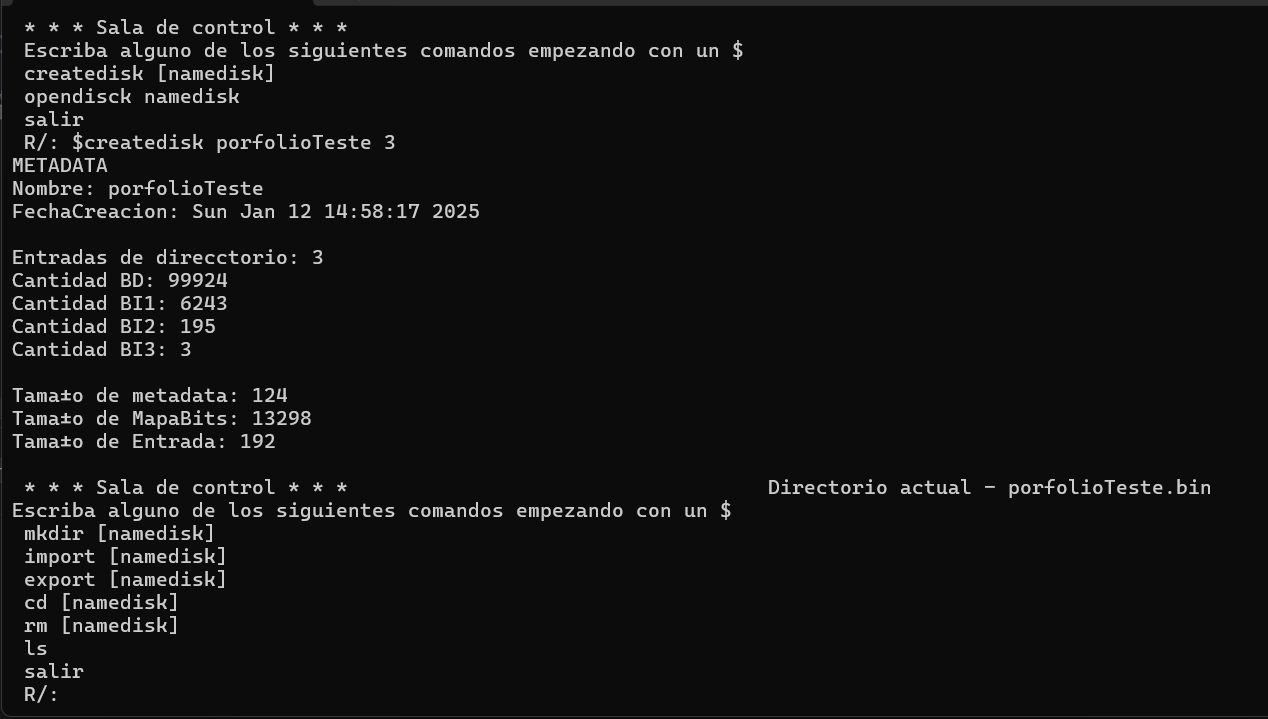 * * * Sala de control * * *
Escriba alguno de los siguientes comandos empezando con un $
createdisk [namedisk]
opendisck namedisk
salir
R/: $createdisk porfolioTeste 3
METADATA
Nombre: porfolioTeste
FechaCreacion: Sun Jan 12 14:58:17 2025
Entradas de direcctorio: 3
Cantidad BD: 99924
Cantidad BI1: 6243
Cantidad BI2: 195
Cantidad BI3: 3
Tama±o de metadata: 124
Tama±o de MapaBits: 13298
Tama±o de Entrada: 192
* * * Sala de control * * * Directorio actual - porfolioTeste.bin
Escriba alguno de los siguientes comandos empezando con un $
mkdir [namedisk]
import [namedisk]
export [namedisk]
cd [namedisk]
rm [namedisk]
ls
salir
R/: